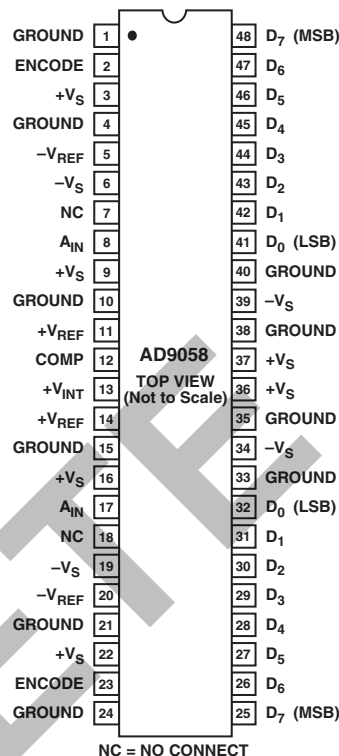 GROUND 1 48 D7 (MSB)
ENCODE 2 47 D6
+VS 3 46 D5
GROUND 4 45 D4
–VREF 5 44 D3
–VS 6 43 D2
NC 7 42 D1
AIN 8 41 D0 (LSB)
+VS 9 40 GROUND
GROUND 10 39 –VS
+VREF 11 38 GROUND
COMP 12 AD9058 37 +VS
+VINT 13 TOP VIEW 36 +VS
(Not to Scale)
+VREF 14 35 GROUND
GROUND 15 34 –VS
+VS 16 33 GROUND
AIN 17 32 D0 (LSB)
NC 18 31 D1
–VS 19 30 D2
–VREF 20 29 D3
GROUND 21 28 D4
+VS 22 27 D5
ENCODE 23 26 D6
GROUND 24 25 D7 (MSB)
NC = NO CONNECT
ETE